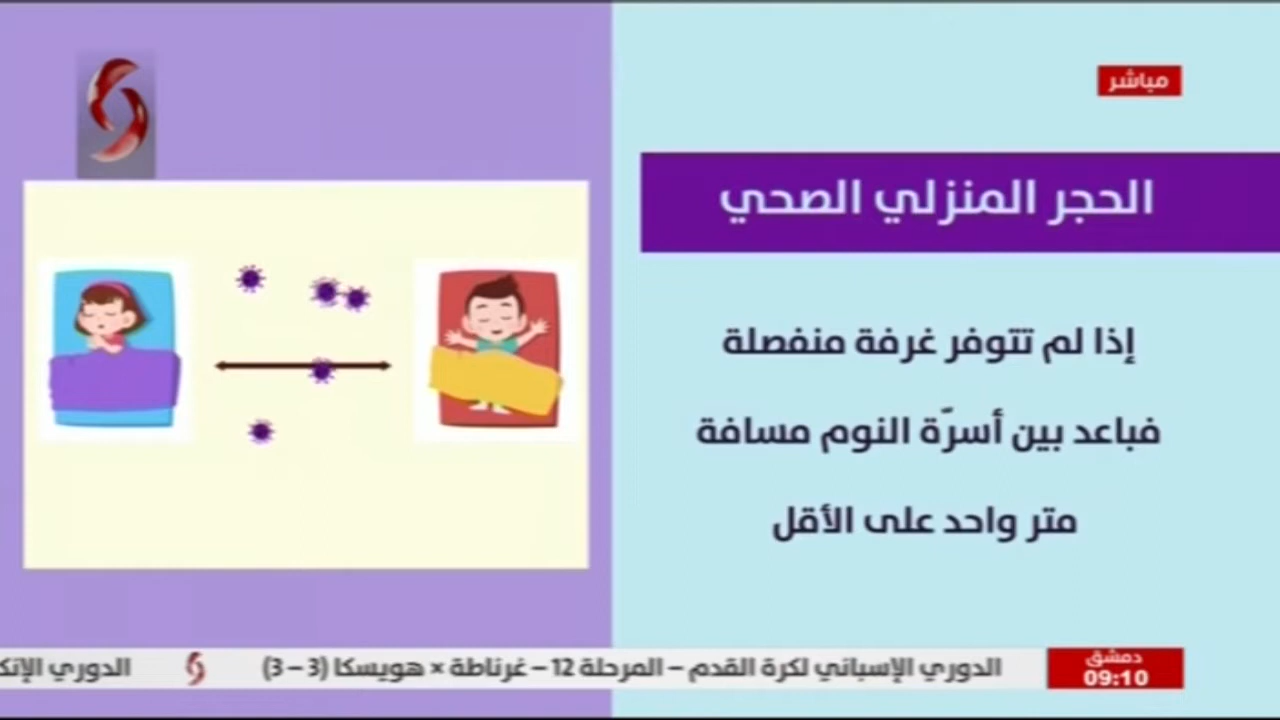 مباشر
الحجر المنزلي الصحي
إذا لم تتوفر غرفة منفصلة
فباعد بين أسرّة النوم مسافة
متر واحد على الأقل
دمشق
09:10
الدوري الإسباني لكرة القدم – المرحلة 12 – غرناطة × هويسكا (3 – 3)
الدوري